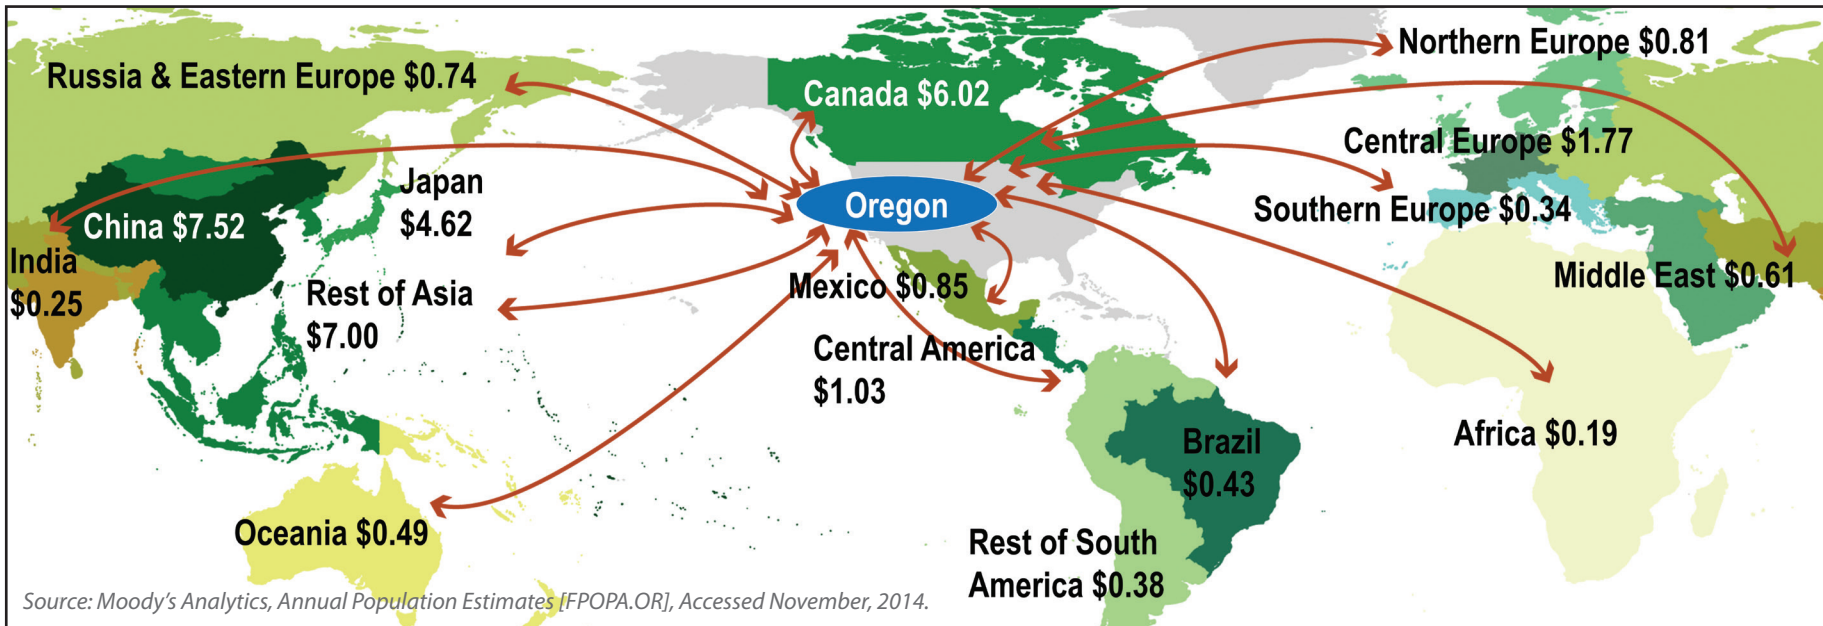 Northern Europe $0.81
Russia & Eastern Europe $0.74
Canada $6.02
Central Europe $1.77
Japan
$4.62
Oregon
Southern Europe $0.34
China $7.52
India
$0.25
Middle East $0.61
Mexico $0.85
Rest of Asia
$7.00
Central America
$1.03
Africa $0.19
Brazil
$0.43
Oceania $0.49
Rest of South
America $0.38
Source: Moody's Analytics, Annual Population Estimates [FPOPA.OR], Accessed November, 2014.